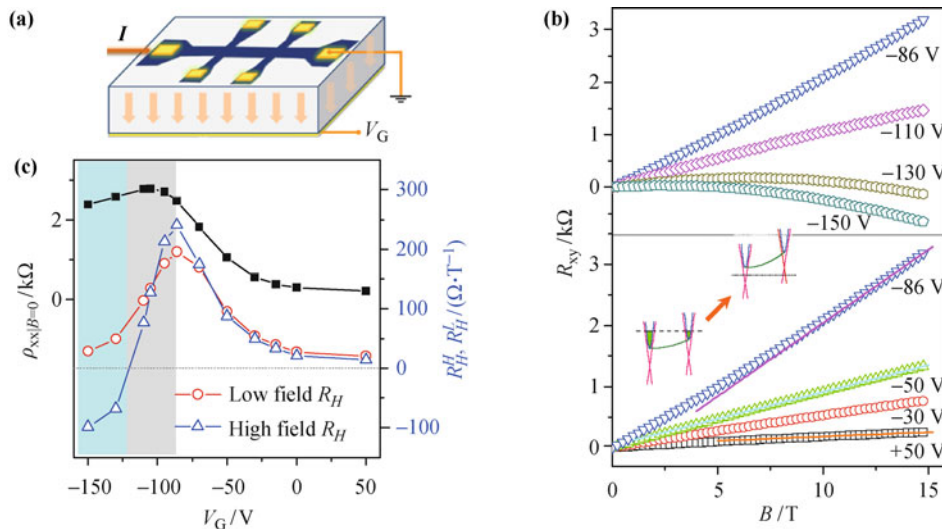 (a)
I
V_G
(c)
ρ_xx|B=0 /kΩ
2
0
300
200
100
0
−100
R_H^H, R_H^L/(Ω·T⁻¹)
Low field R_H
High field R_H
−150
−100
−50
0
50
V_G/V
(b)
R_xy /kΩ
3
2
1
0
−86 V
−110 V
−130 V
−150 V
3
2
1
0
−86 V
−50 V
−30 V
+50 V
0
5
10
15
B/T